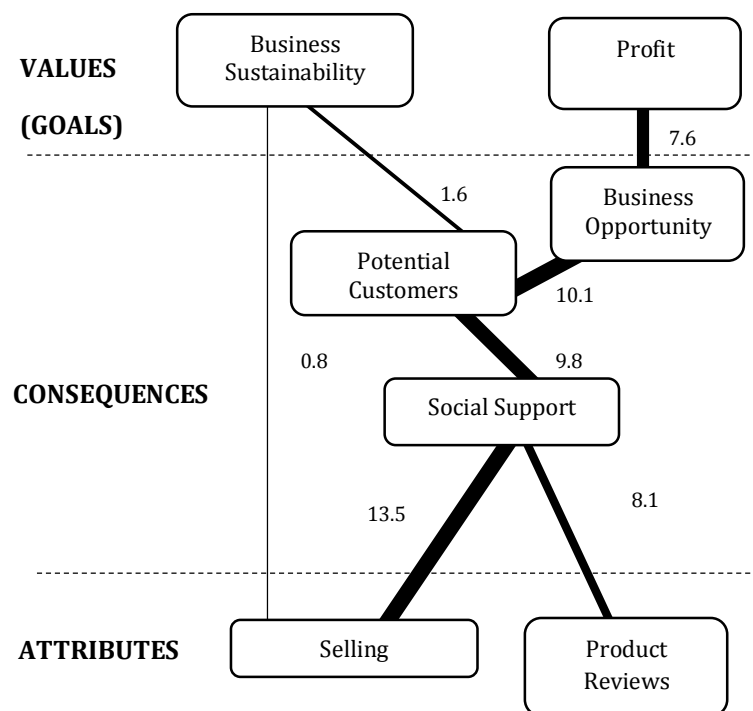 Business
Sustainability
Profit
VALUES
(GOALS)
7.6
1.6
Business
Opportunity
Potential
Customers
10.1
0.8
9.8
CONSEQUENCES
Social Support
13.5
8.1
ATTRIBUTES
Selling
Product
Reviews